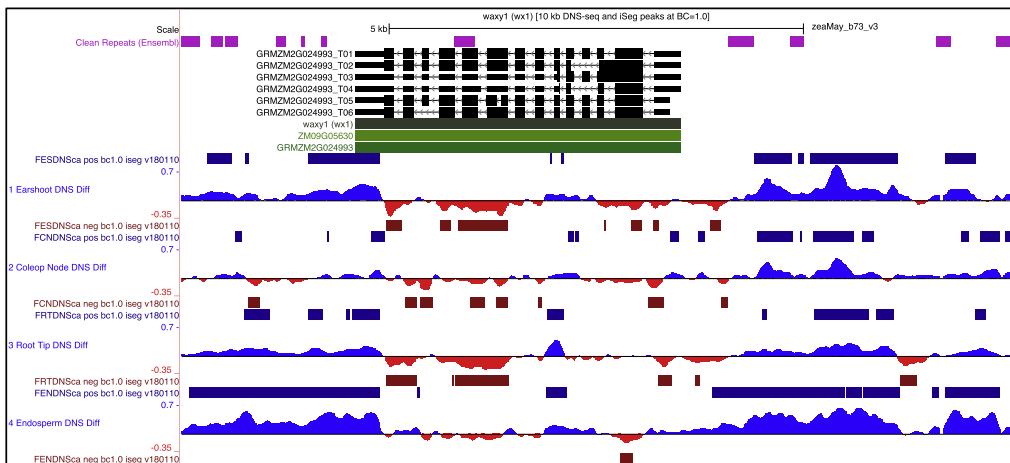 waxy1 (wx1) [10 kb DNS-seq and iSeg peaks at BC=1.0]
Scale 5 kb zeaMay_b73_v3
Clean Repeats (Ensembl)
GRMZM2G024993_T01
GRMZM2G024993_T02
GRMZM2G024993_T03
GRMZM2G024993_T04
GRMZM2G024993_T05
GRMZM2G024993_T06
waxy1 (wx1)
ZM09G05630
GRMZM2G024993
FESDNSca pos bc1.0 iseg v180110
0.7 -
1 Earshoot DNS Diff
-0.35 -
FESDNSca neg bc1.0 iseg v180110
FCNDNSca pos bc1.0 iseg v180110
0.7 -
2 Coleop Node DNS Diff
-0.35 -
FCNDNSca neg bc1.0 iseg v180110
FRTDNSca pos bc1.0 iseg v180110
0.7 -
3 Root Tip DNS Diff
-0.35 -
FRTDNSca neg bc1.0 iseg v180110
FENDNSca pos bc1.0 iseg v180110
0.7 -
4 Endosperm DNS Diff
-0.35 -
FENDNSca neg bc1.0 iseg v180110